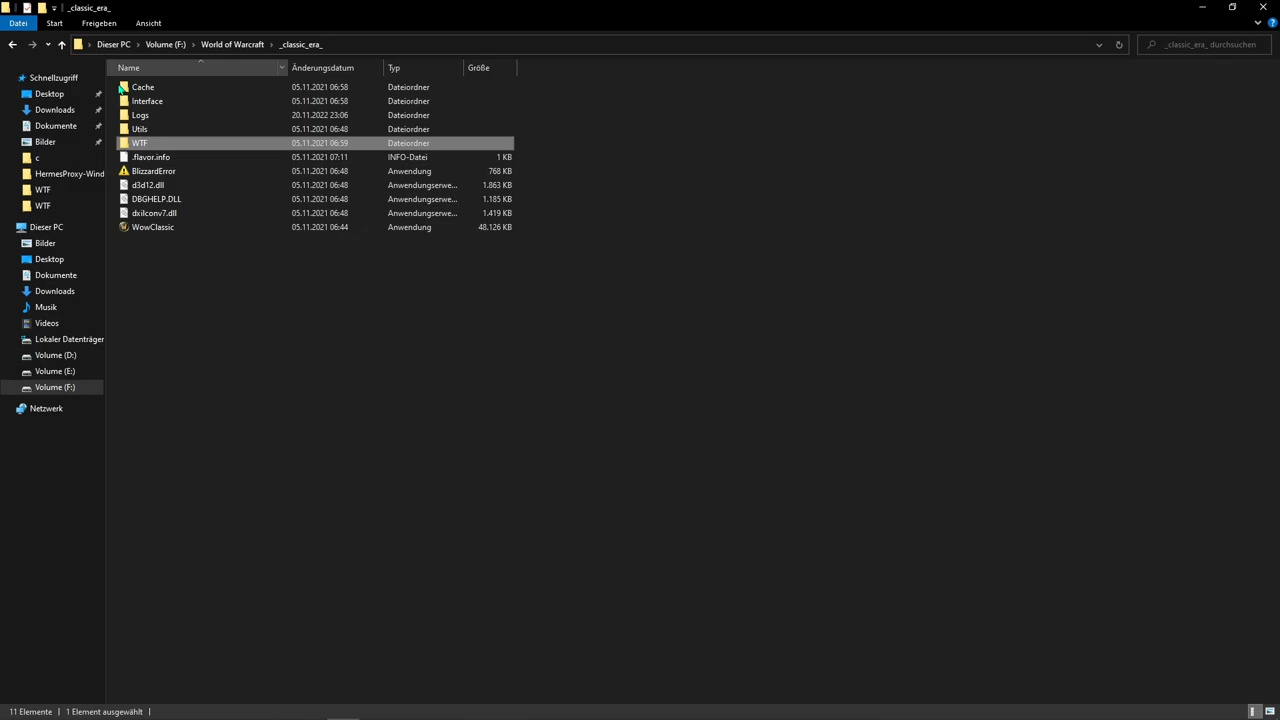 _classic_era_
Datei Start Freigeben Ansicht
Dieser PC Volume (F:) World of Warcraft _classic_era_ _classic_era_ durchsuchen
Name Änderungsdatum Typ Größe
Schnellzugriff
Desktop
Downloads
Dokumente
Bilder
c
HermesProxy-Wind
WTF
WTF
Dieser PC
Bilder
Desktop
Dokumente
Downloads
Musik
Videos
Lokaler Datenträger
Volume (D:)
Volume (E:)
Volume (F:)
Netzwerk
Cache 05.11.2021 06:58 Dateiordner
Interface 05.11.2021 06:58 Dateiordner
Logs 20.11.2022 23:06 Dateiordner
Utils 05.11.2021 06:48 Dateiordner
WTF 05.11.2021 06:59 Dateiordner
.flavor.info 05.11.2021 07:11 INFO-Datei 1 KB
BlizzardError 05.11.2021 06:48 Anwendung 768 KB
d3d12.dll 05.11.2021 06:48 Anwendungserwe... 1.863 KB
DBGHELP.DLL 05.11.2021 06:48 Anwendungserwe... 1.185 KB
dxilconv7.dll 05.11.2021 06:48 Anwendungserwe... 1.419 KB
WowClassic 05.11.2021 06:44 Anwendung 48.126 KB
11 Elemente 1 Element ausgewählt